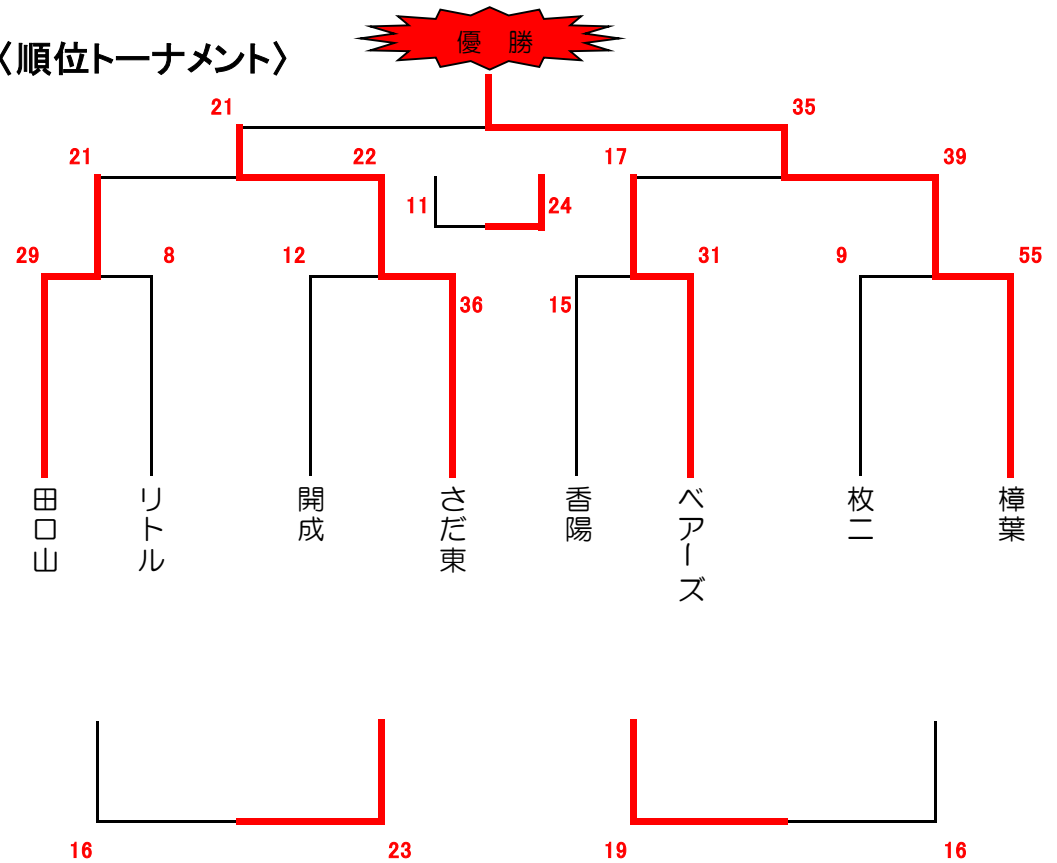 優 勝
〈順位トーナメント〉
21 35
21 22 17 39
11 24
29 8 12 31 9 55
36 15
田口山
リトル
開成
さだ東
香陽
ベアーズ
枚二
樟葉
16 23 19 16